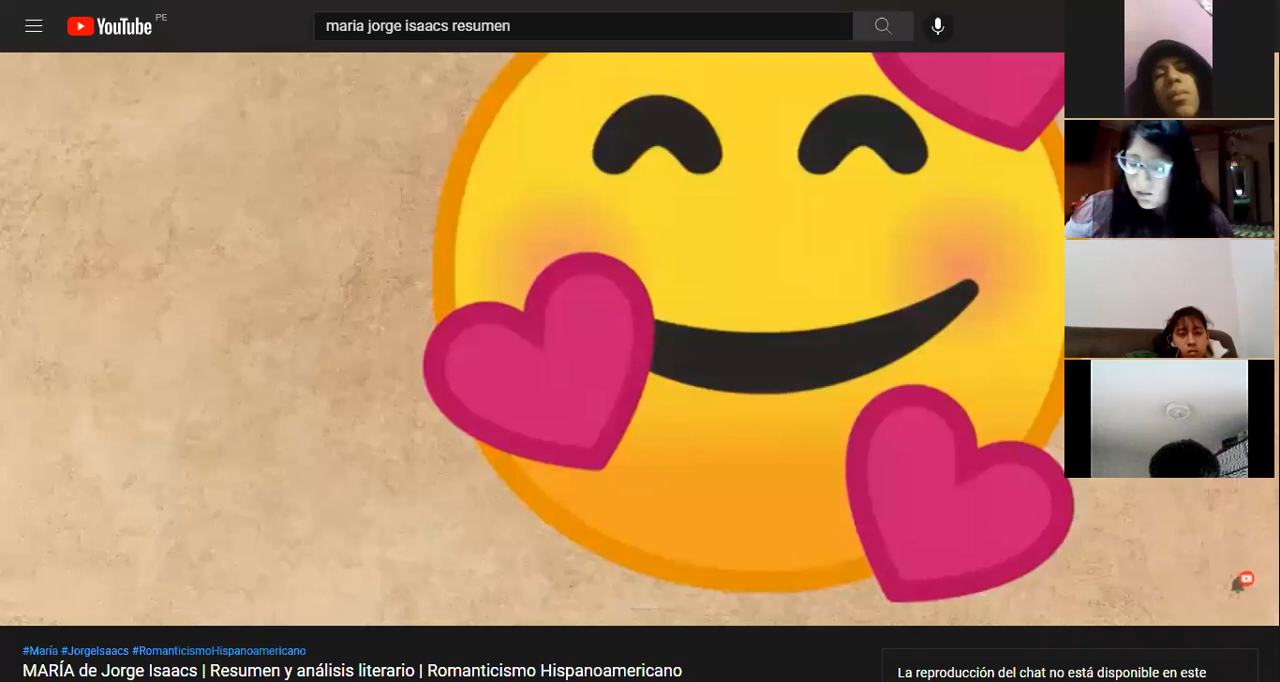 YouTube PE
maria jorge isaacs resumen
#María #JorgeIsaacs #RomanticismoHispanoamericano
MARÍA de Jorge Isaacs | Resumen y análisis literario | Romanticismo Hispanoamericano
La reproducción del chat no está disponible en este